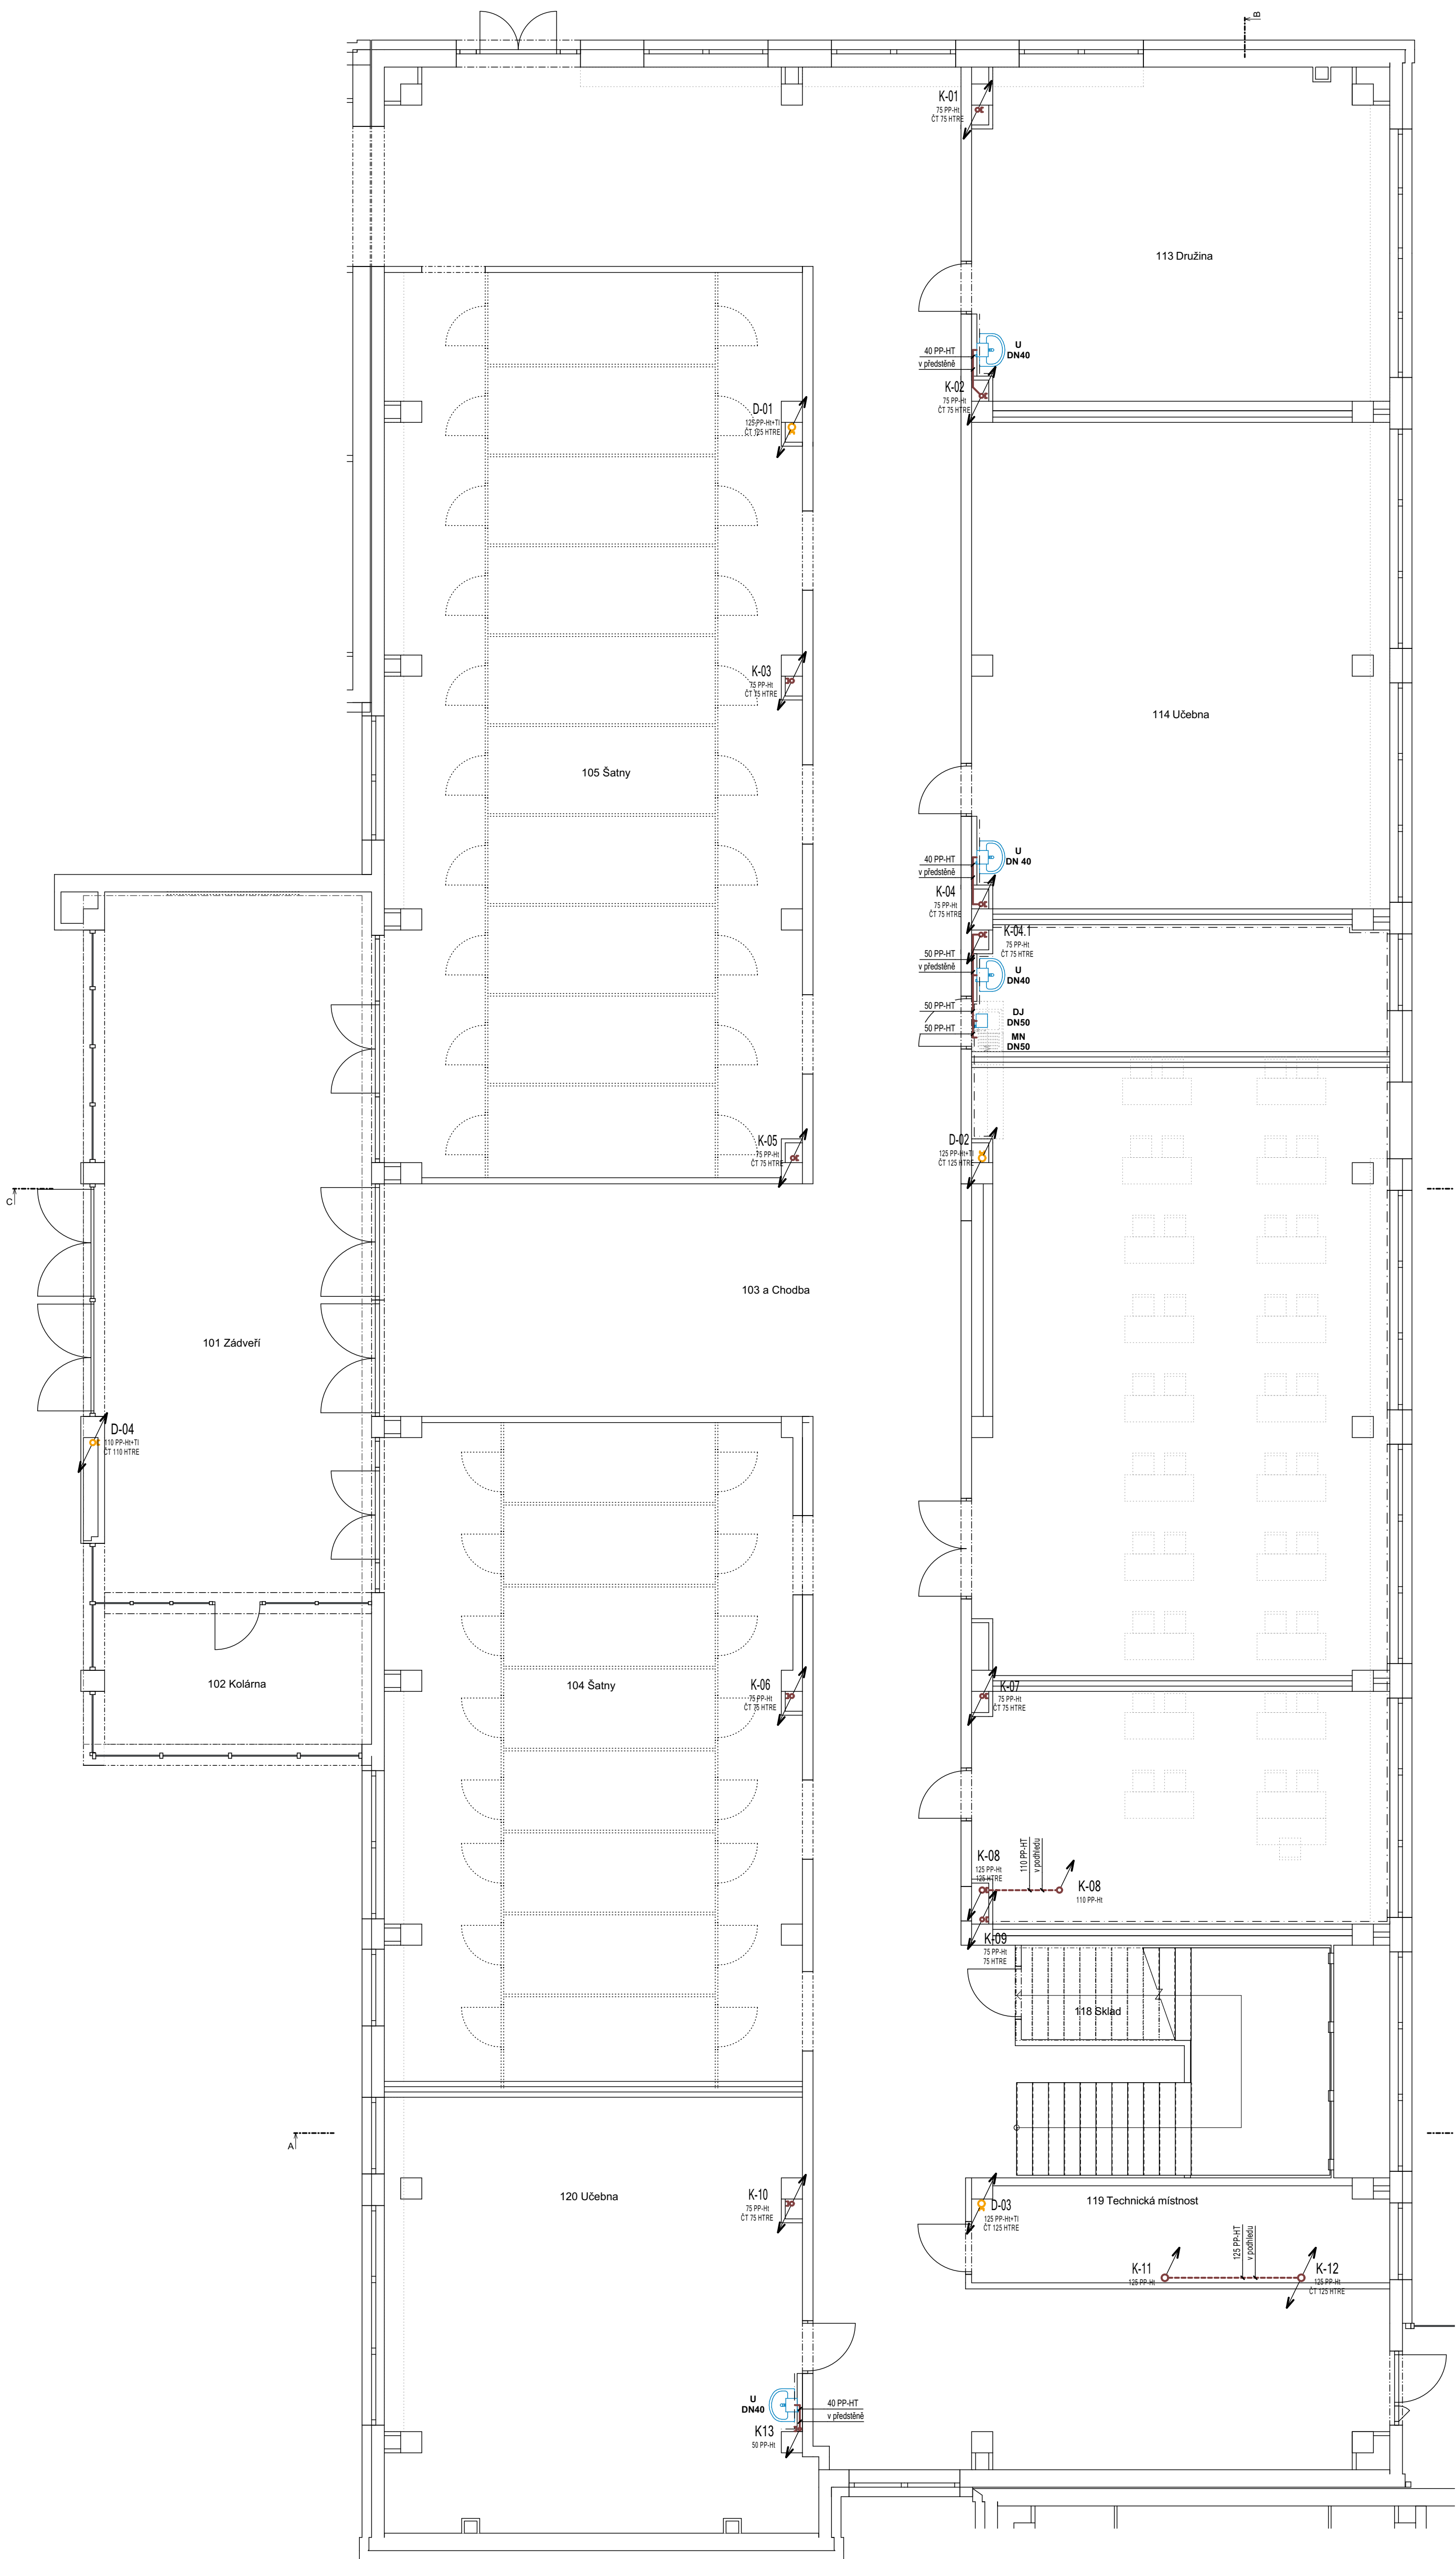 B
K-01
75 PP-Ht
ČT 75 HTRE
113 Družina
U
DN40
40 PP-HT
v předstěně
K-02
75 PP-Ht
ČT 75 HTRE
D-01
125 PP-Ht+TI
ČT 125 HTRE
K-03
75 PP-Ht
ČT 75 HTRE
114 Učebna
105 Šatny
U
DN 40
40 PP-HT
v předstěně
K-04
75 PP-Ht
ČT 75 HTRE
K-04.1
75 PP-Ht
ČT 75 HTRE
50 PP-HT
v předstěně
U
DN40
50 PP-HT
DJ
DN50
50 PP-HT
MN
DN50
K-05
75 PP-Ht
ČT 75 HTRE
D-02
125 PP-Ht+TI
ČT 125 HTRE
C
103 a Chodba
101 Zádveří
D-04
110 PP-Ht+TI
ČT 110 HTRE
102 Kolárna
104 Šatny
K-06
75 PP-Ht
ČT 75 HTRE
K-07
75 PP-Ht
ČT 75 HTRE
110 PP-HT
v podhledu
K-08
125 PP-Ht
125 HTRE
K-08
110 PP-Ht
K-09
75 PP-Ht
75 HTRE
118 Sklad
A
120 Učebna
K-10
75 PP-Ht
ČT 75 HTRE
119 Technická místnost
D-03
125 PP-Ht+TI
ČT 125 HTRE
125 PP-HT
v podhledu
K-11
125 PP-Ht
K-12
125 PP-Ht
ČT 125 HTRE
U
DN40
40 PP-HT
v předstěně
K13
50 PP-Ht